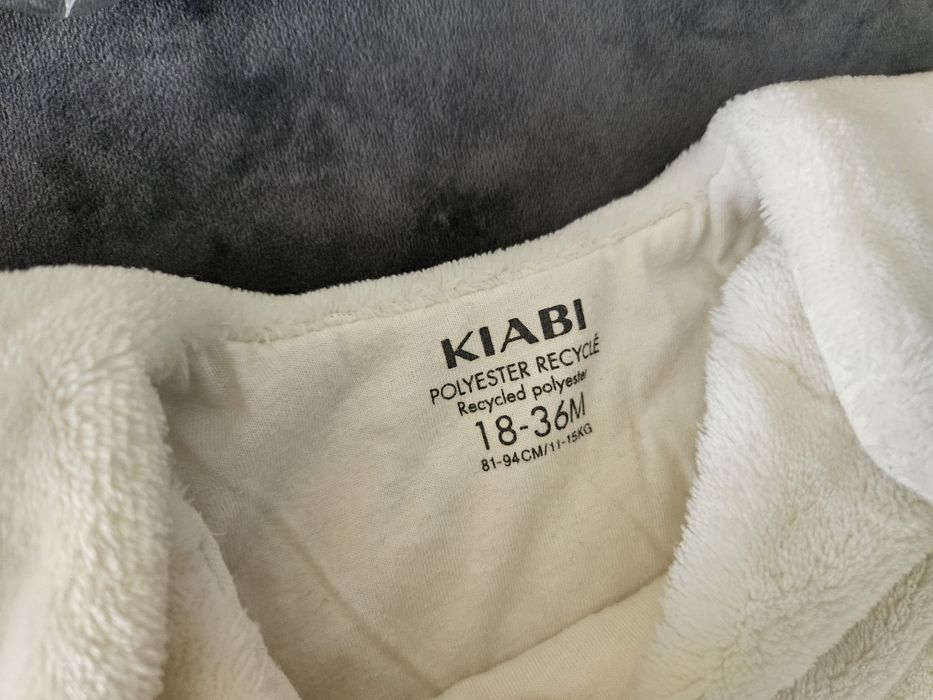 KIABI
POLYESTER RECYCLÉ
Recycled polyester
18-36M
81-94CM/11-15KG